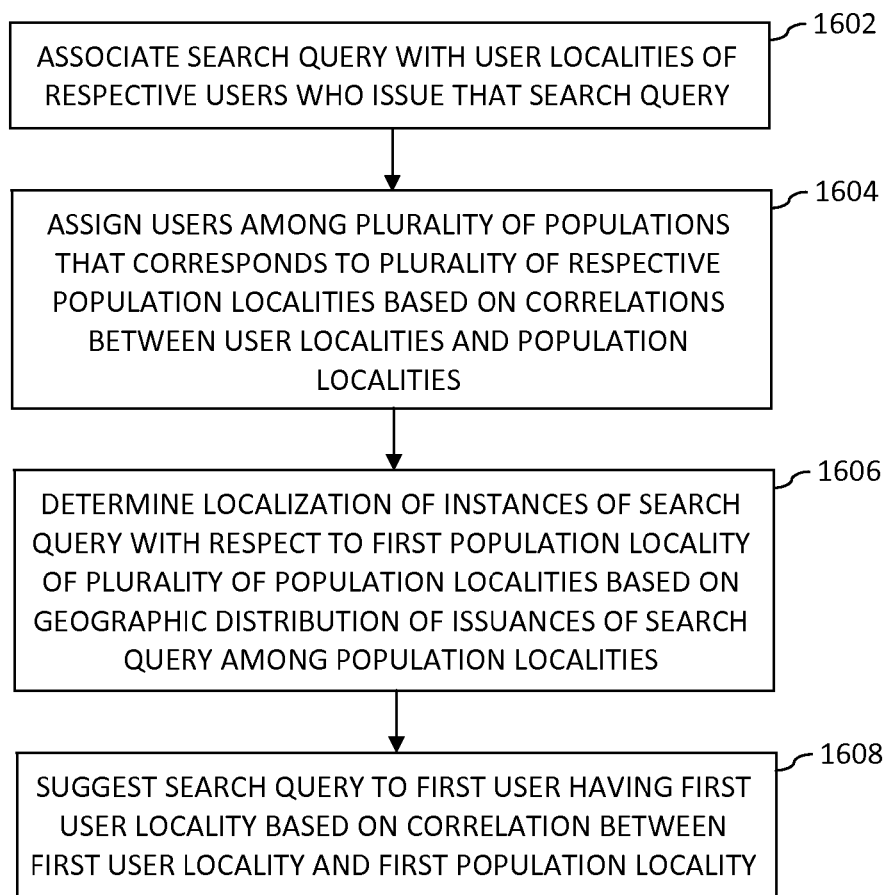 1602
ASSOCIATE SEARCH QUERY WITH USER LOCALITIES OF
RESPECTIVE USERS WHO ISSUE THAT SEARCH QUERY
1604
ASSIGN USERS AMONG PLURALITY OF POPULATIONS
THAT CORRESPONDS TO PLURALITY OF RESPECTIVE
POPULATION LOCALITIES BASED ON CORRELATIONS
BETWEEN USER LOCALITIES AND POPULATION
LOCALITIES
1606
DETERMINE LOCALIZATION OF INSTANCES OF SEARCH
QUERY WITH RESPECT TO FIRST POPULATION LOCALITY
OF PLURALITY OF POPULATION LOCALITIES BASED ON
GEOGRAPHIC DISTRIBUTION OF ISSUANCES OF SEARCH
QUERY AMONG POPULATION LOCALITIES
1608
SUGGEST SEARCH QUERY TO FIRST USER HAVING FIRST
USER LOCALITY BASED ON CORRELATION BETWEEN
FIRST USER LOCALITY AND FIRST POPULATION LOCALITY